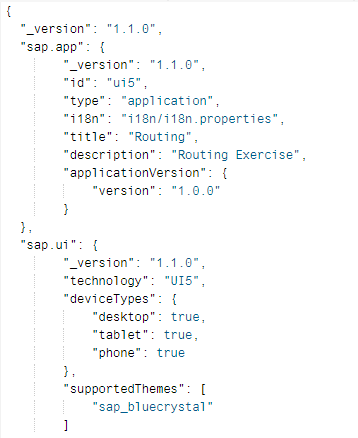 {
"_version": "1.1.0",
"sap.app": {
"_version": "1.1.0",
"id": "ui5",
"type": "application",
"i18n": "i18n/i18n.properties",
"title": "Routing",
"description": "Routing Exercise",
"applicationVersion": {
"version": "1.0.0"
}
},
"sap.ui": {
"_version": "1.1.0",
"technology": "UI5",
"deviceTypes": {
"desktop": true,
"tablet": true,
"phone": true
},
"supportedThemes": [
"sap_bluecrystal"
]